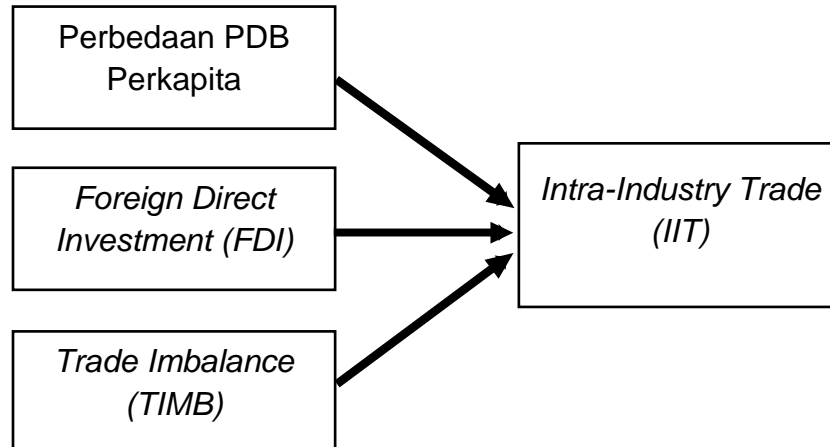 Perbedaan PDB
Perkapita
Foreign Direct
Investment (FDI)
Trade Imbalance
(TIMB)
Intra-Industry Trade
(IIT)